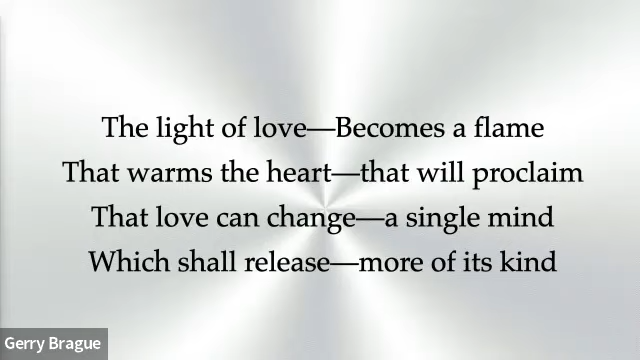 The light of love—Becomes a flame
That warms the heart—that will proclaim
That love can change—a single mind
Which shall release—more of its kind
Gerry Brague